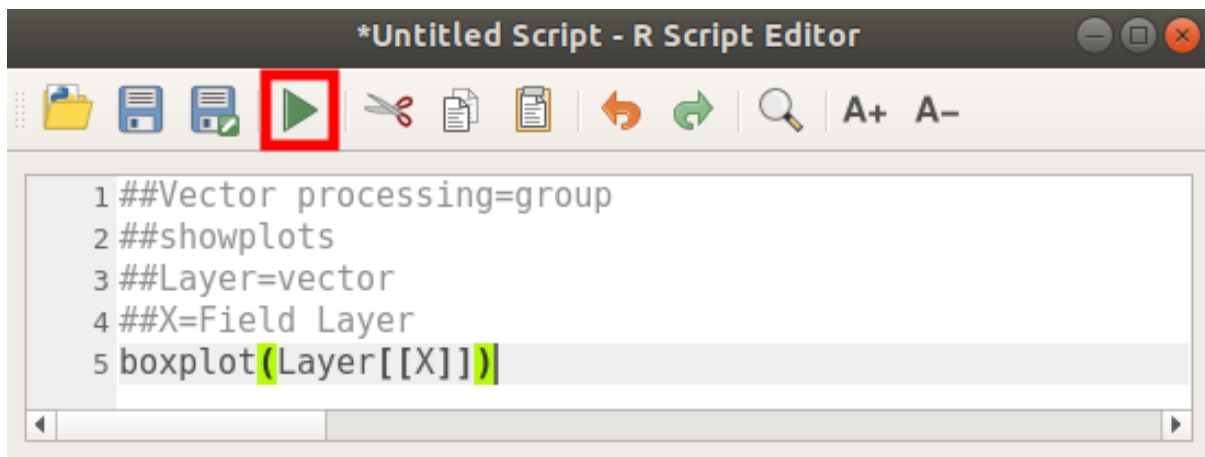 *Untitled Script - R Script Editor
A+ A-
1 ##Vector processing=group
2 ##showplots
3 ##Layer=vector
4 ##X=Field Layer
5 boxplot(Layer[[X]])